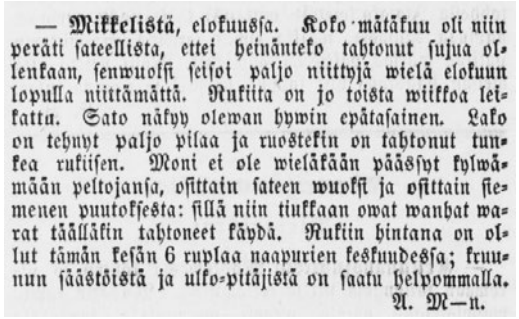 — Mikkelistä, elokuussa. Koko mätäkuu oli niin
peräti sateellista, ettei heinänteko tahtonut sujua ol-
lenkaan, senwuoksi seisoi paljo niittyjä wielä elokuun
lopulla niittämättä. Rukiita on jo toista wiikkoa lei-
kattu. Sato näkyy olewan hywin epätasainen. Lako
on tehnyt paljo pilaa ja ruostekin on tahtonut tun-
kea rukiisen. Moni ei ole wieläkään päässyt kylwä-
mään peltojansa, osittain sateen wuoksi ja osittain sie-
menen puutoksesta: sillä niin tiukkaan owat wanhat wa-
rat täälläkin tahtoneet käydä. Rukiin hintana on ol-
lut tämän kesän 6 ruplaa naapurien keskuudessa; kruu-
nun säästöistä ja ulko-pitäjistä on saatu helpommalla.
A. M—n.